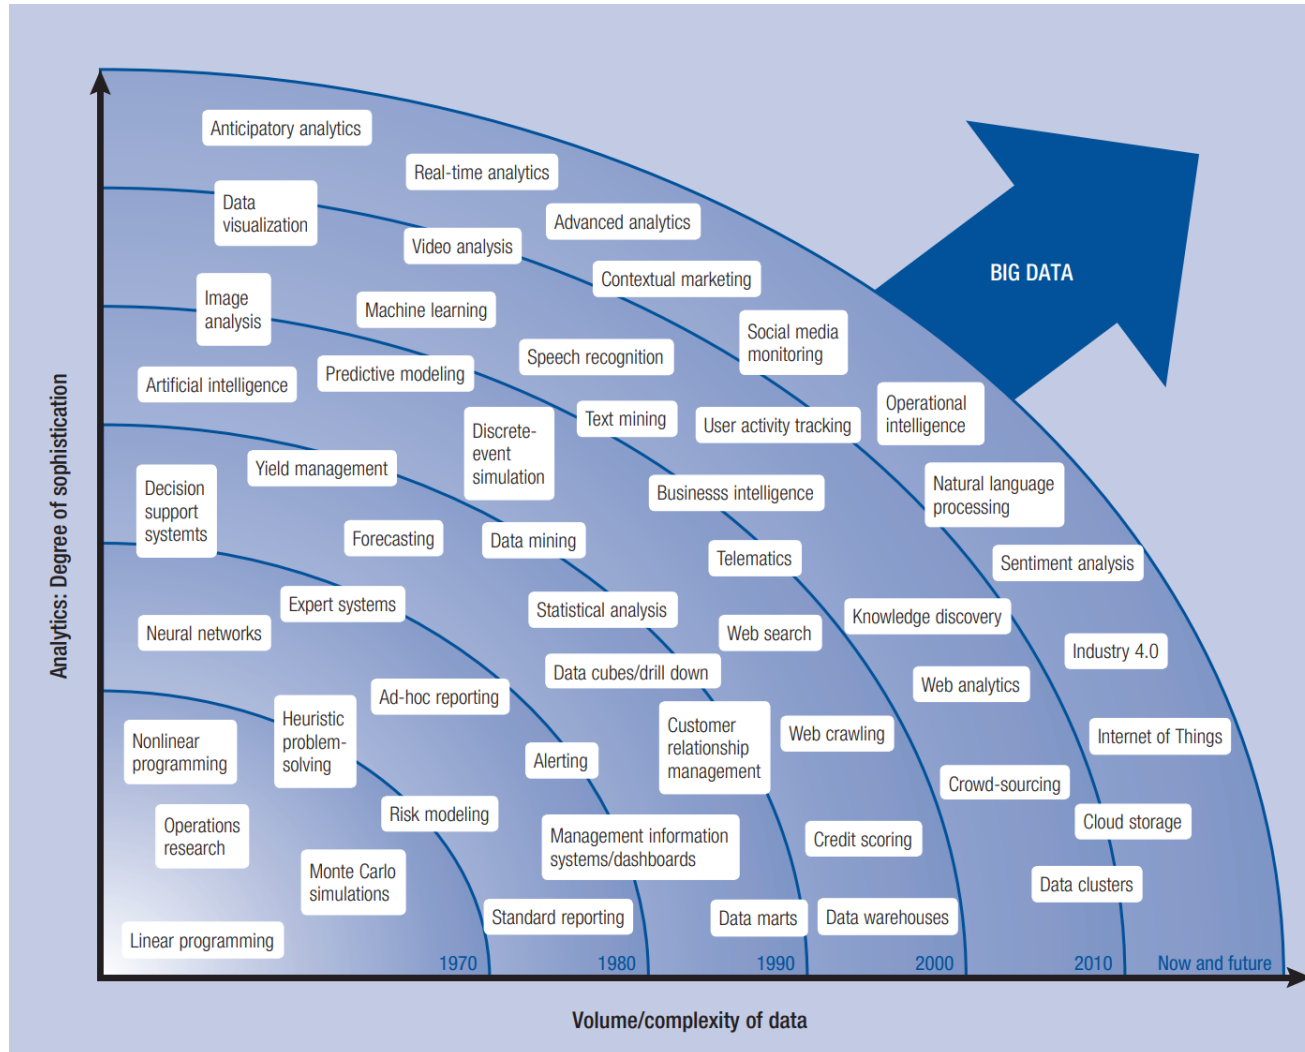 Anticipatory analytics
Real-time analytics
Data
visualization
Advanced analytics
Video analysis
Contextual marketing
BIG DATA
Image
analysis
Machine learning
Social media
monitoring
Speech recognition
Artificial intelligence
Predictive modeling
Operational
intelligence
Text mining
User activity tracking
Discrete-
event
simulation
Yield management
Decision
support
systemts
Businesss intelligence
Natural language
processing
Forecasting
Data mining
Telematics
Sentiment analysis
Expert systems
Statistical analysis
Knowledge discovery
Neural networks
Web search
Industry 4.0
Data cubes/drill down
Web analytics
Ad-hoc reporting
Heuristic
problem-
solving
Customer
relationship
management
Web crawling
Internet of Things
Nonlinear
programming
Alerting
Crowd-sourcing
Risk modeling
Cloud storage
Operations
research
Management information
systems/dashboards
Credit scoring
Monte Carlo
simulations
Data clusters
Standard reporting
Data marts
Data warehouses
Linear programming
1970
1980
1990
2000
2010
Now and future
Analytics: Degree of sophistication
Volume/complexity of data